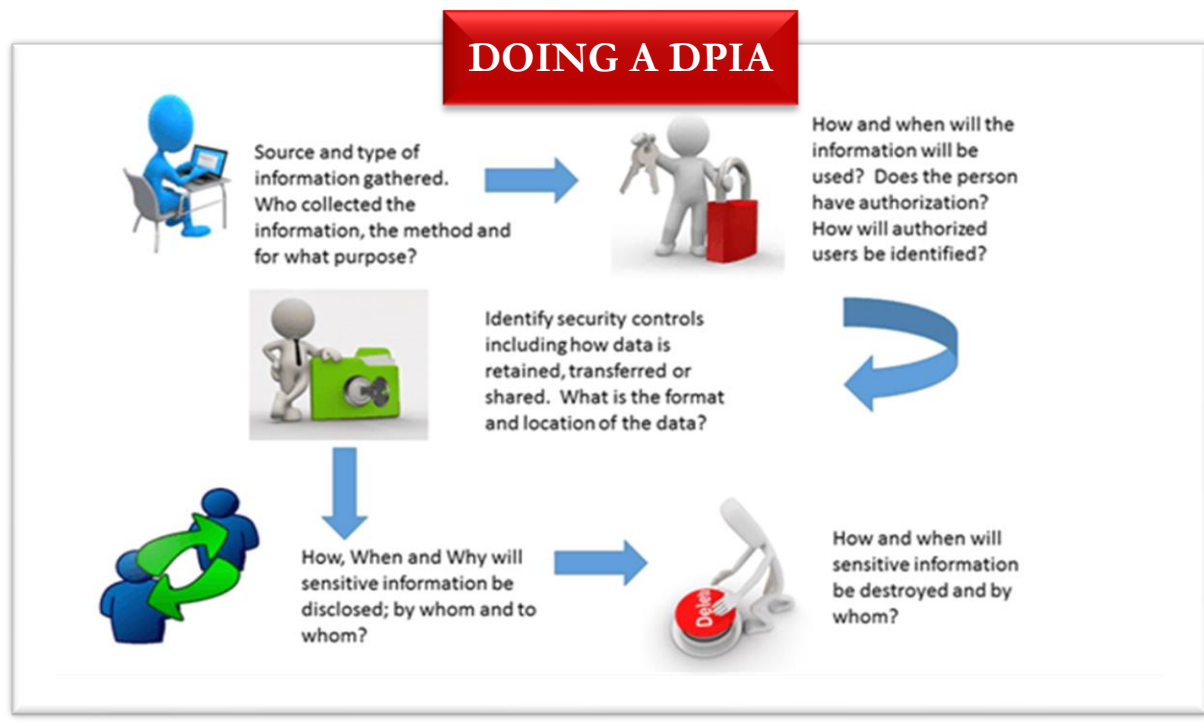 DOING A DPIA
Source and type of
information gathered.
Who collected the
information, the method and
for what purpose?
How and when will the
information will be
used? Does the person
have authorization?
How will authorized
users be identified?
Identify security controls
including how data is
retained, transferred or
shared. What is the format
and location of the data?
How, When and Why will
sensitive information be
disclosed; by whom and to
whom?
Delete
How and when will
sensitive information
be destroyed and by
whom?